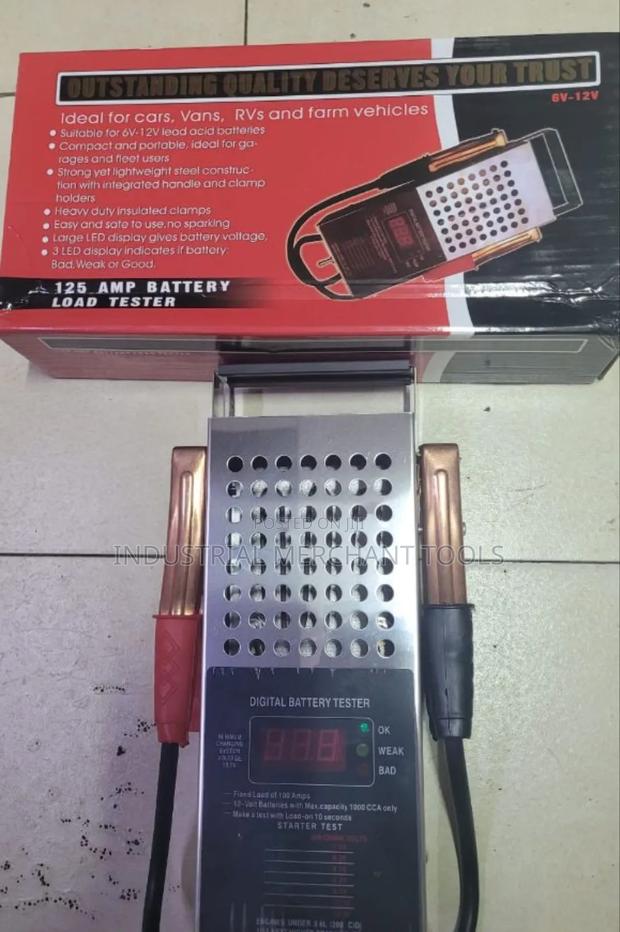 OUTSTANDING QUALITY DESERVES YOUR TRUST
6V-12V
Ideal for cars, Vans, RVs and farm vehicles
Suitable for 6V-12V lead acid batteries
Compact and portable, ideal for ga-
rages and fleet users
Strong yet lightweight steel construc-
tion with integrated handle and clamp
holders
Heavy duty insulated clamps
Easy and safe to use, no sparking
Large LED display gives battery voltage,
3 LED display indicates if battery:
Bad, Weak or Good.
125 AMP BATTERY
LOAD TESTER
POSTED ON JIJI
INDUSTRIAL MERCHANT TOOLS
DIGITAL BATTERY TESTER
OK
WEAK
BAD
CHARGING
SYSTEM
Fixed Load of 100 Amps
12-Volt Batteries with Max.capacity 1000 CCA only
Make a test with Load-on 10 seconds
STARTER TEST
ENGINES UNDER